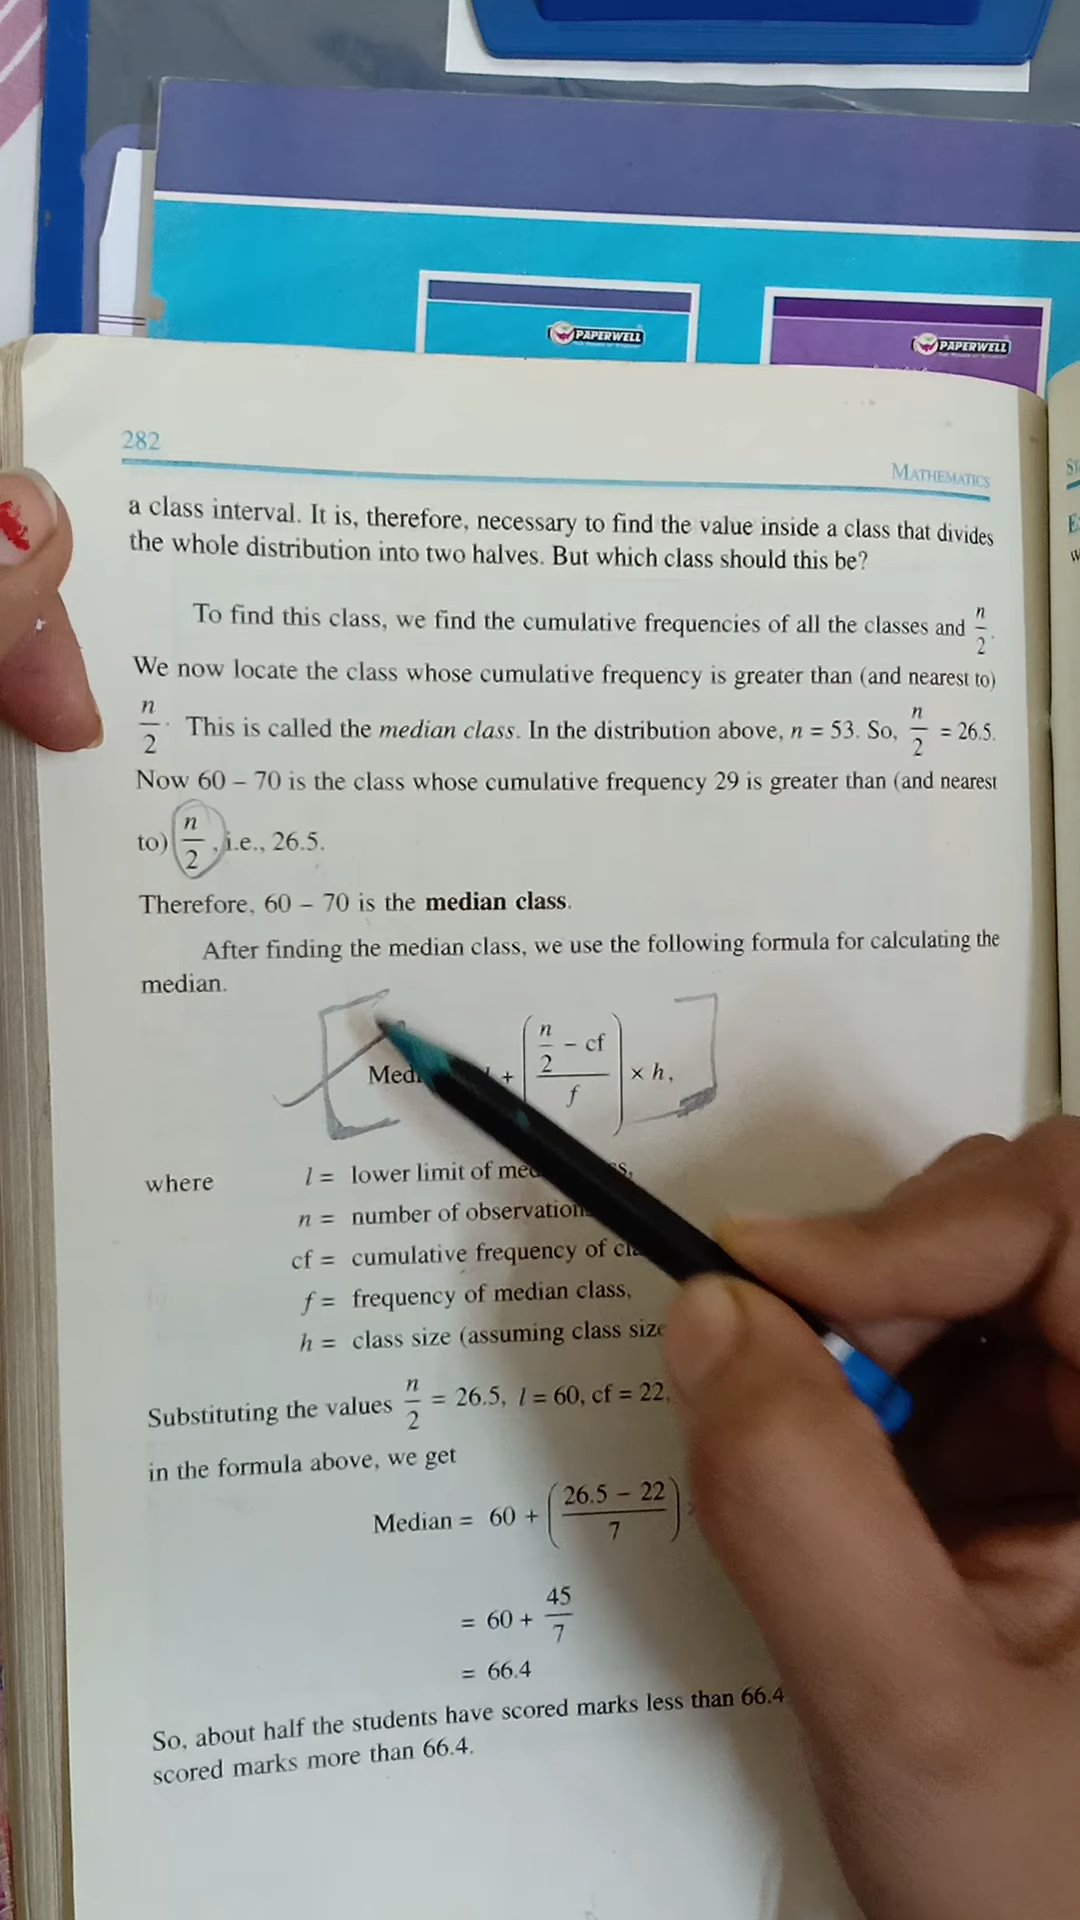 PAPERWELL
PAPERWELL
282
MATHEMATICS
a class interval. It is, therefore, necessary to find the value inside a class that divides
the whole distribution into two halves. But which class should this be?
To find this class, we find the cumulative frequencies of all the classes and n/2.
We now locate the class whose cumulative frequency is greater than (and nearest to)
n/2. This is called the median class. In the distribution above, n = 53. So, n/2 = 26.5.
Now 60 – 70 is the class whose cumulative frequency 29 is greater than (and nearest
to) n/2, i.e., 26.5.
Therefore, 60 – 70 is the median class.
After finding the median class, we use the following formula for calculating the
median.
+ ((n/2 – cf)/f) × h,
where l = lower limit of
n = number of
cf = cumulative frequency of
f = frequency of median class,
h = class size (assuming class size
Substituting the values n/2 = 26.5, l = 60, cf = 22,
in the formula above, we get
Median = 60 + ((26.5 – 22)/7)
= 60 + 45/7
= 66.4
So, about half the students have scored marks less than 66.4
scored marks more than 66.4.